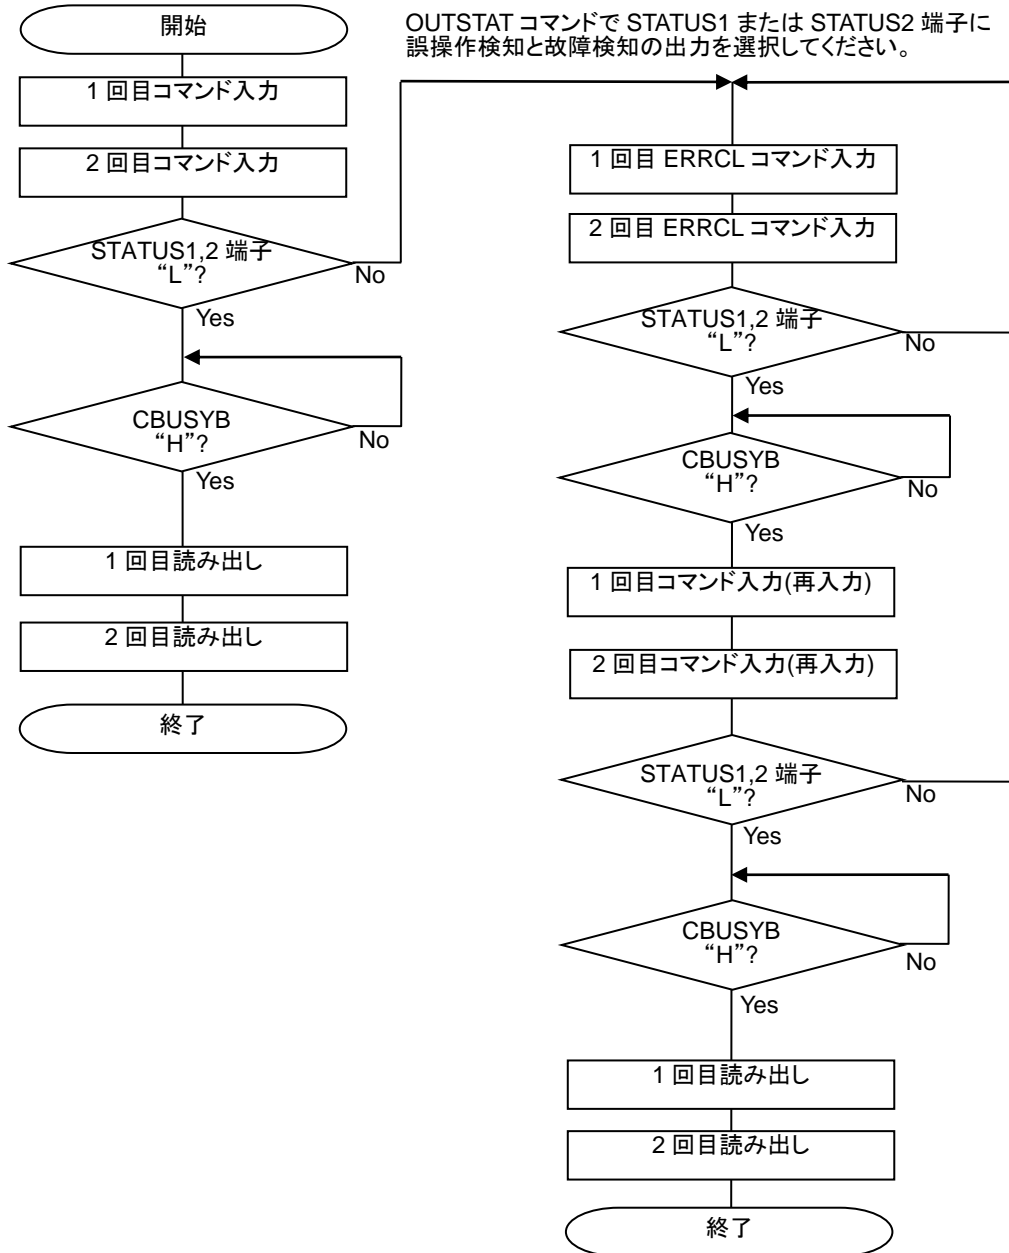 開始
1 回目コマンド入力
2 回目コマンド入力
STATUS1,2 端子
“L”?
No
Yes
CBUSYB
“H”?
No
Yes
1 回目読み出し
2 回目読み出し
終了
OUTSTAT コマンドで STATUS1 または STATUS2 端子に
誤操作検知と故障検知の出力を選択してください。
1 回目 ERRCL コマンド入力
2 回目 ERRCL コマンド入力
STATUS1,2 端子
“L”?
No
Yes
CBUSYB
“H”?
No
Yes
1 回目コマンド入力(再入力)
2 回目コマンド入力(再入力)
STATUS1,2 端子
“L”?
No
Yes
CBUSYB
“H”?
No
Yes
1 回目読み出し
2 回目読み出し
終了